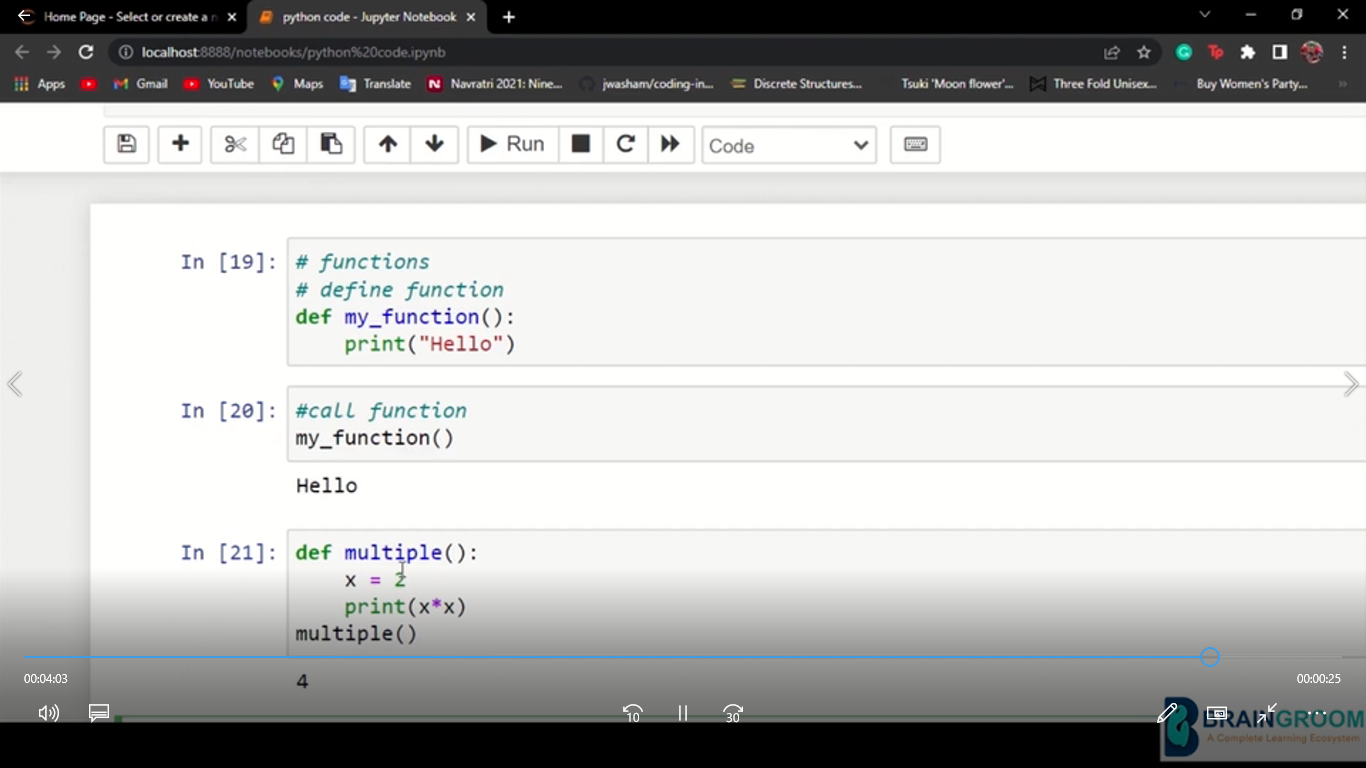 Home Page - Select or create a n
python code - Jupyter Notebook
localhost:8888/notebooks/python%20code.ipynb
Apps Gmail YouTube Maps Translate Navratri 2021: Nine... jwasham/coding-in... Discrete Structures... Tsuki 'Moon flower'... Three Fold Unisex... Buy Women's Party...
Run Code
In [19]: # functions
# define function
def my_function():
    print("Hello")
In [20]: #call function
my_function()
Hello
In [21]: def multiple():
    x = 2
    print(x*x)
multiple()
4
00:04:03 00:00:25
10 30
BRAINGROOM
A Complete Learning Ecosystem